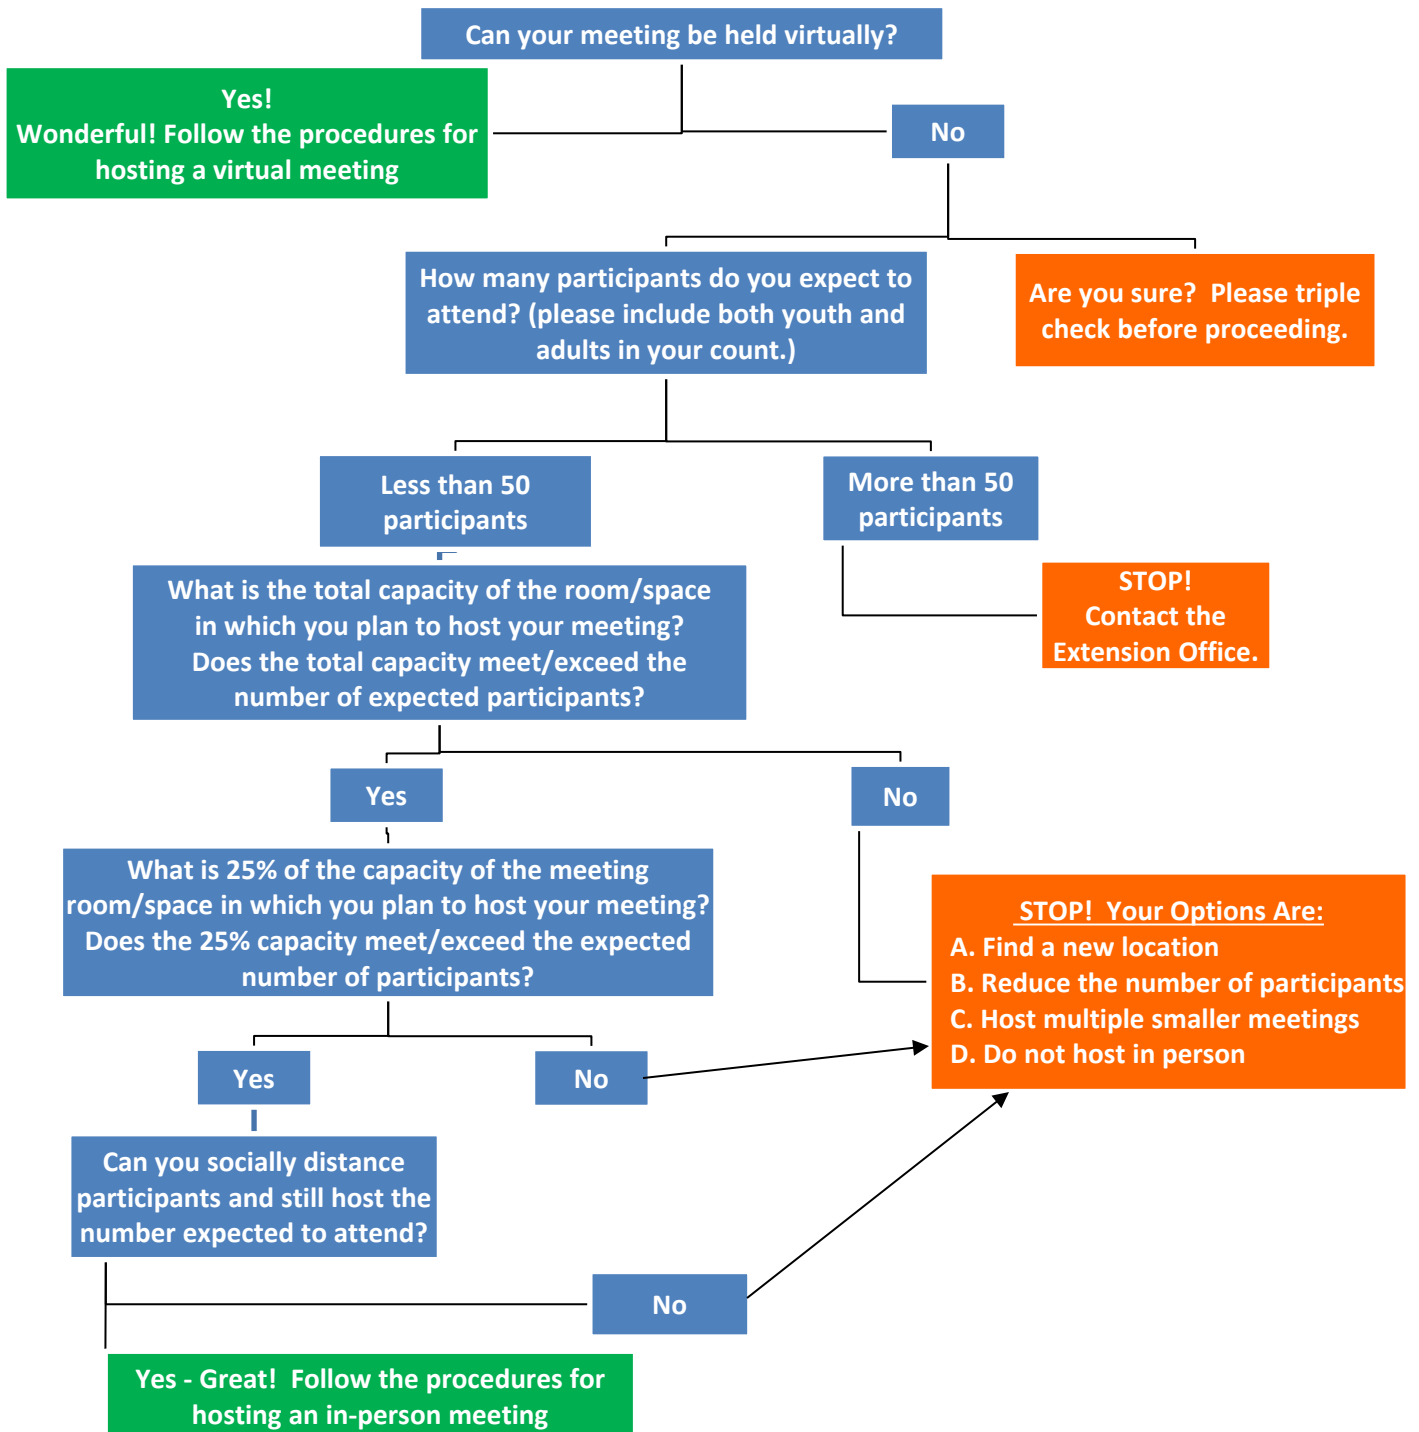 Can your meeting be held virtually?
Yes!
Wonderful! Follow the procedures for
hosting a virtual meeting
No
How many participants do you expect to
attend? (please include both youth and
adults in your count.)
Are you sure?  Please triple
check before proceeding.
Less than 50
participants
More than 50
participants
STOP!
Contact the
Extension Office.
What is the total capacity of the room/space
in which you plan to host your meeting?
Does the total capacity meet/exceed the
number of expected participants?
Yes
No
What is 25% of the capacity of the meeting
room/space in which you plan to host your meeting?
Does the 25% capacity meet/exceed the expected
number of participants?
STOP!  Your Options Are:
A. Find a new location
B. Reduce the number of participants
C. Host multiple smaller meetings
D. Do not host in person
Yes
No
Can you socially distance
participants and still host the
number expected to attend?
No
Yes - Great!  Follow the procedures for
hosting an in-person meeting